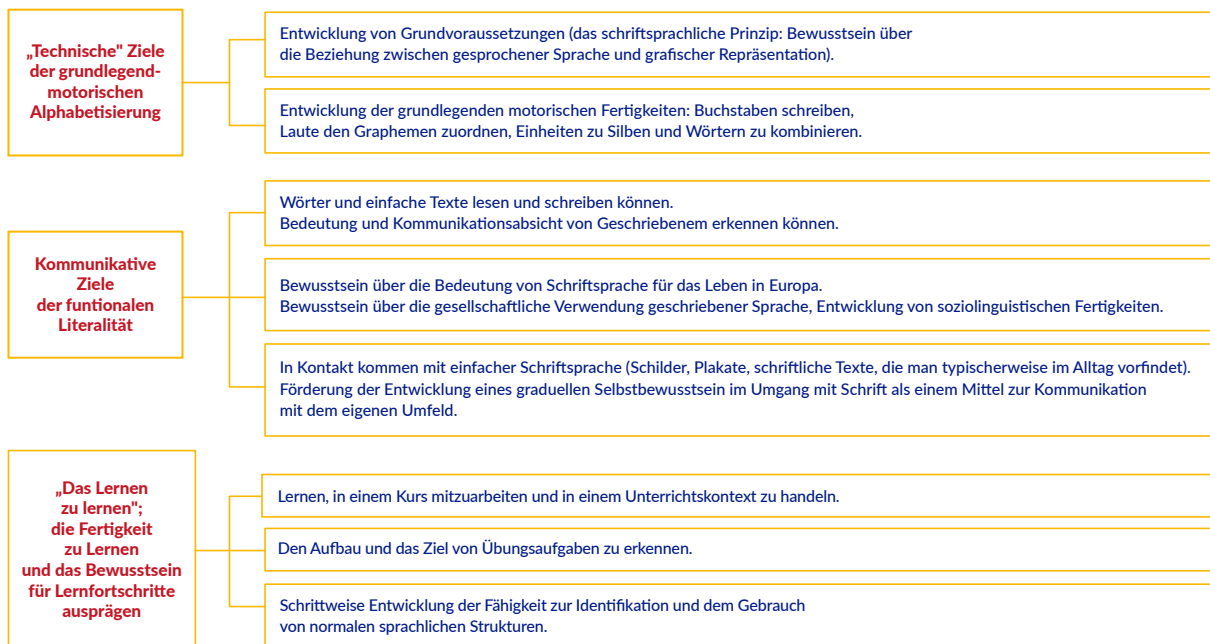 „Technische" Ziele
der grundlegend-
motorischen
Alphabetisierung
Entwicklung von Grundvoraussetzungen (das schriftsprachliche Prinzip: Bewusstsein über
die Beziehung zwischen gesprochener Sprache und grafischer Repräsentation).
Entwicklung der grundlegenden motorischen Fertigkeiten: Buchstaben schreiben,
Laute den Graphemen zuordnen, Einheiten zu Silben und Wörtern zu kombinieren.
Kommunikative
Ziele
der funtionalen
Literalität
Wörter und einfache Texte lesen und schreiben können.
Bedeutung und Kommunikationsabsicht von Geschriebenem erkennen können.
Bewusstsein über die Bedeutung von Schriftsprache für das Leben in Europa.
Bewusstsein über die gesellschaftliche Verwendung geschriebener Sprache, Entwicklung von soziolinguistischen Fertigkeiten.
In Kontakt kommen mit einfacher Schriftsprache (Schilder, Plakate, schriftliche Texte, die man typischerweise im Alltag vorfindet).
Förderung der Entwicklung eines graduellen Selbstbewusstsein im Umgang mit Schrift als einem Mittel zur Kommunikation
mit dem eigenen Umfeld.
„Das Lernen
zu lernen";
die Fertigkeit
zu Lernen
und das Bewusstsein
für Lernfortschritte
ausprägen
Lernen, in einem Kurs mitzuarbeiten und in einem Unterrichtskontext zu handeln.
Den Aufbau und das Ziel von Übungsaufgaben zu erkennen.
Schrittweise Entwicklung der Fähigkeit zur Identifikation und dem Gebrauch
von normalen sprachlichen Strukturen.